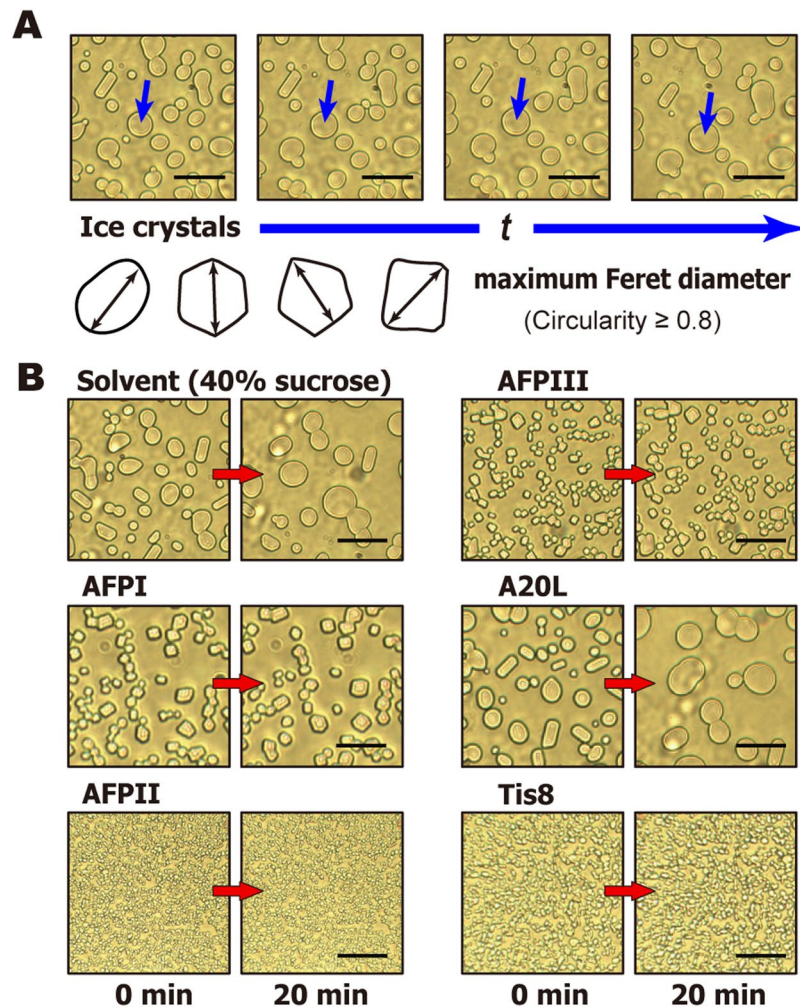 A
Ice crystals
t
maximum Feret diameter
(Circularity ≥ 0.8)
B
Solvent (40% sucrose)
AFPIII
AFPI
A20L
AFPII
Tis8
0 min
20 min
0 min
20 min